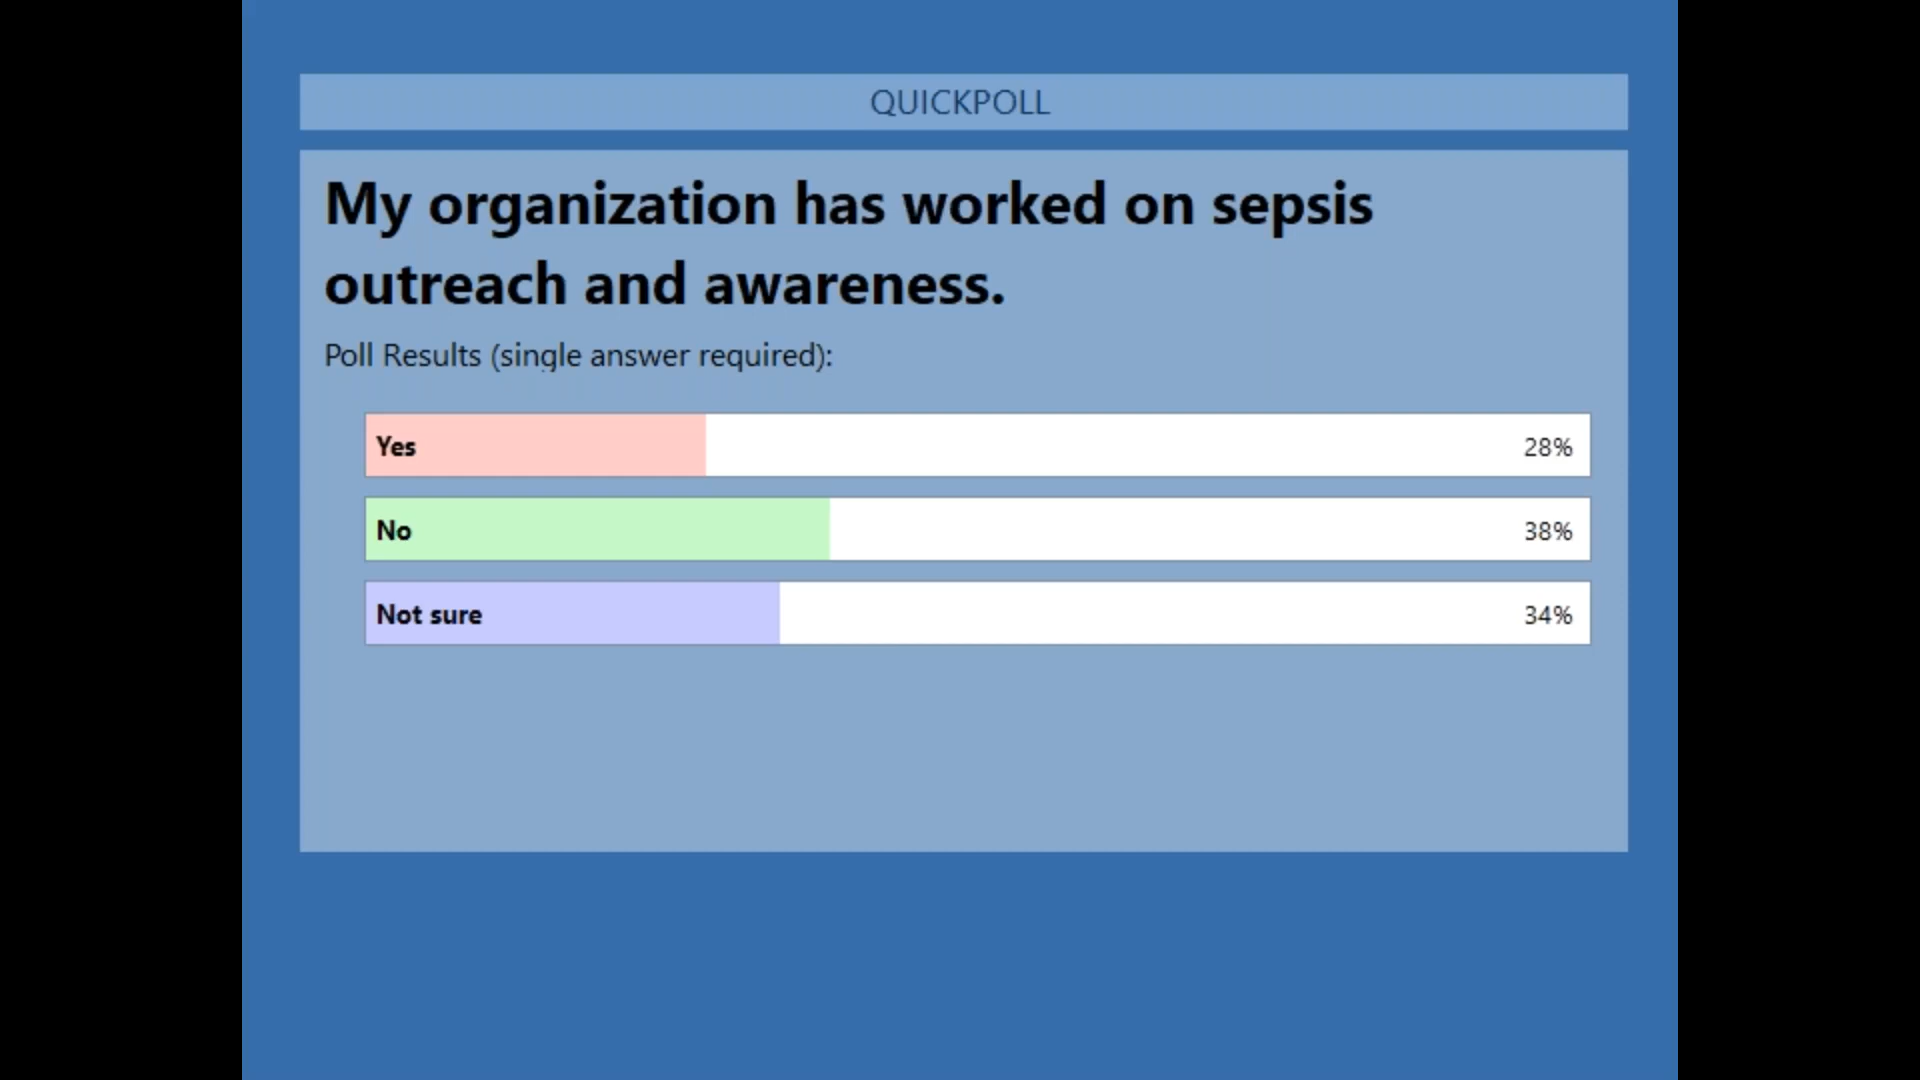 QUICKPOLL
My organization has worked on sepsis
outreach and awareness.
Poll Results (single answer required):
Yes 28%
No 38%
Not sure 34%